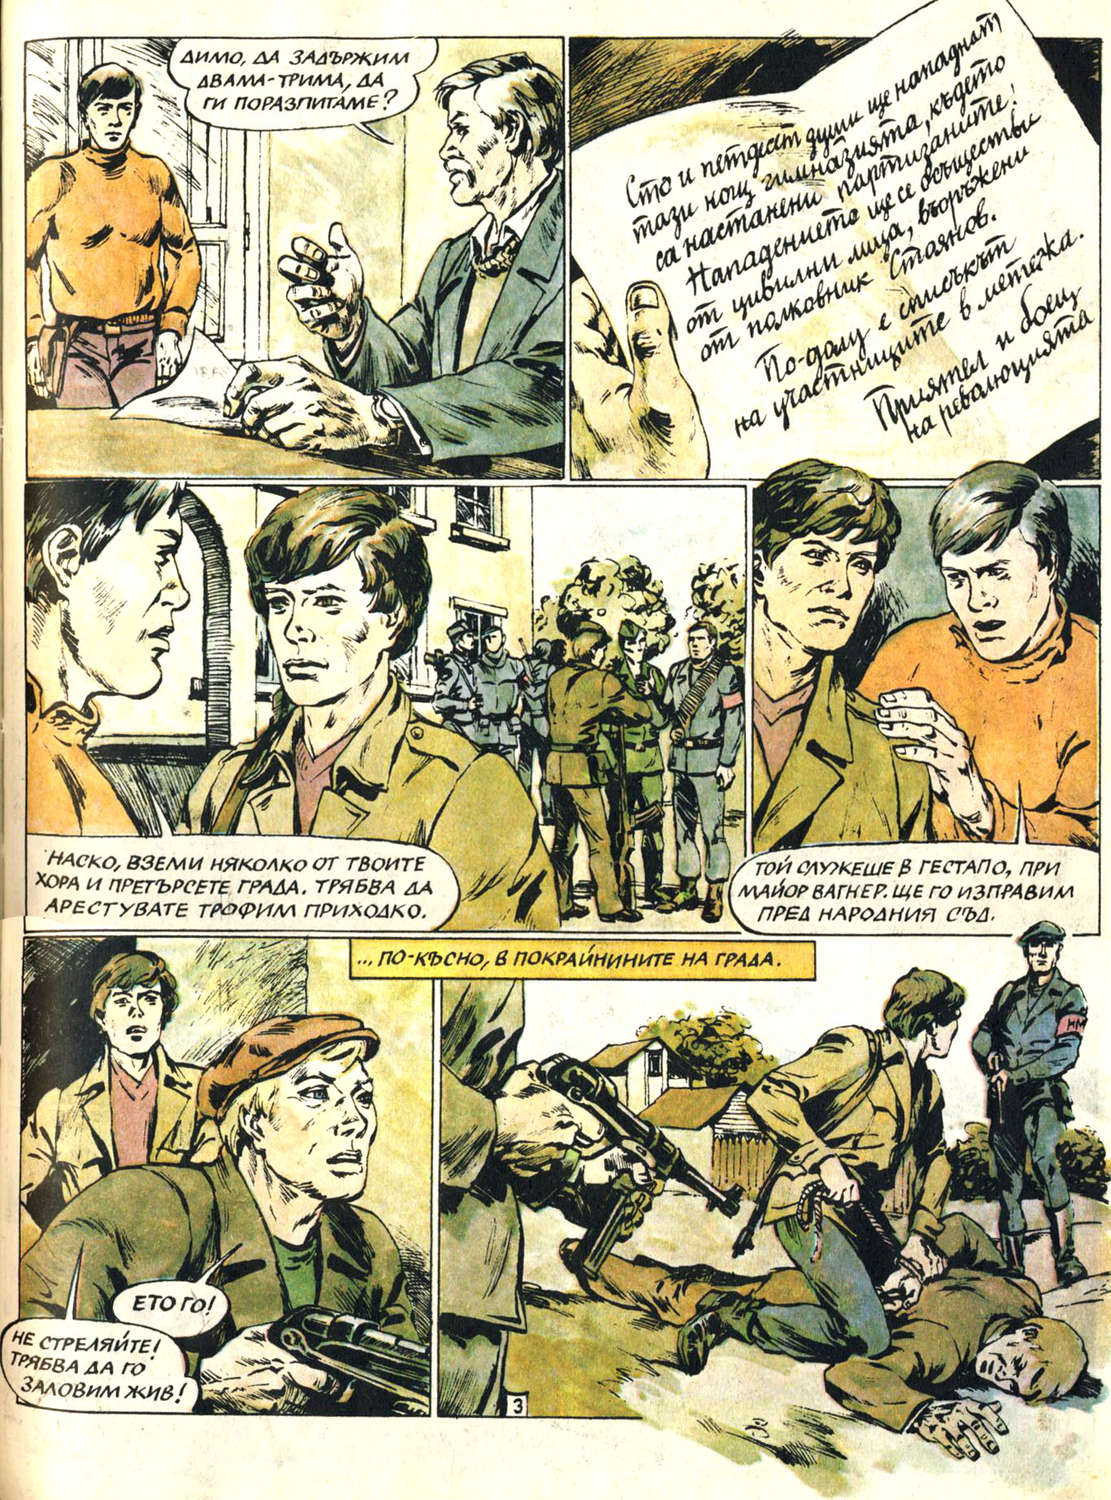 ДИМО, ДА ЗАДЪРЖИМ
ДВАМА-ТРИМА, ДА
ГИ ПОРАЗПИТАМЕ?
Сто и петдесет души ще нападнат
тази нощ гимназията, където
са настанени партизаните!
Нападението ще се осъществи
от цивилни лица, въоръжени
от полковник Стоянов.
По-долу е списъкът
на участниците в метежа.
Приятел и боец
на революцията
НАСКО, ВЗЕМИ НЯКОЛКО ОТ ТВОИТЕ
ХОРА И ПРЕТЪРСЕТЕ ГРАДА. ТРЯБВА ДА
АРЕСТУВАТЕ ТРОФИМ ПРИХОДКО.
ТОЙ СЛУЖЕШЕ В ГЕСТАПО, ПРИ
МАЙОР ВАГНЕР. ЩЕ ГО ИЗПРАВИМ
ПРЕД НАРОДНИЯ СЪД.
ЕТО ГО!
НЕ СТРЕЛЯЙТЕ!
ТРЯБВА ДА ГО
ЗАЛОВИМ ЖИВ!
... ПО-КЪСНО, В ПОКРАЙНИНИТЕ НА ГРАДА.
НМ
3